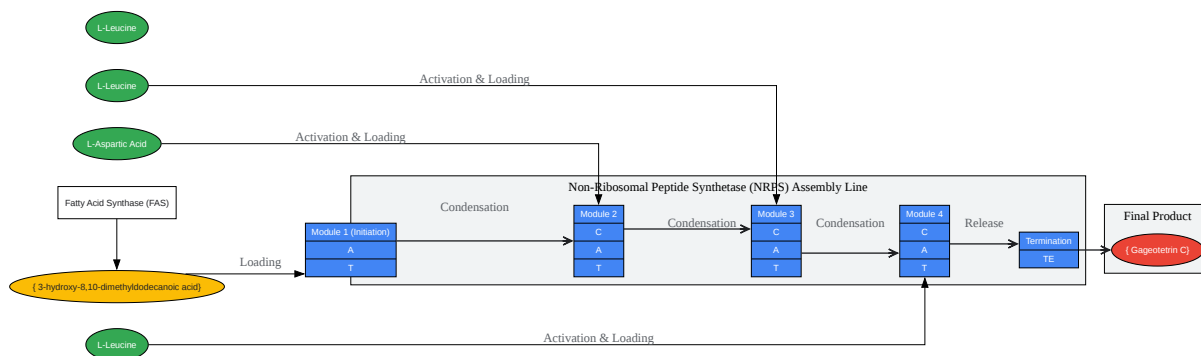 L-Leucine
L-Leucine
Activation & Loading
L-Aspartic Acid
Activation & Loading
Non-Ribosomal Peptide Synthetase (NRPS) Assembly Line
Fatty Acid Synthase (FAS)
Condensation
Module 2
C
A
T
Condensation
Module 3
C
A
T
Condensation
Module 4
C
A
T
Release
Final Product
Module 1 (Initiation)
A
T
Termination
TE
{ Gageotetrin C}
Loading
{ 3-hydroxy-8,10-dimethyldodecanoic acid}
L-Leucine
Activation & Loading